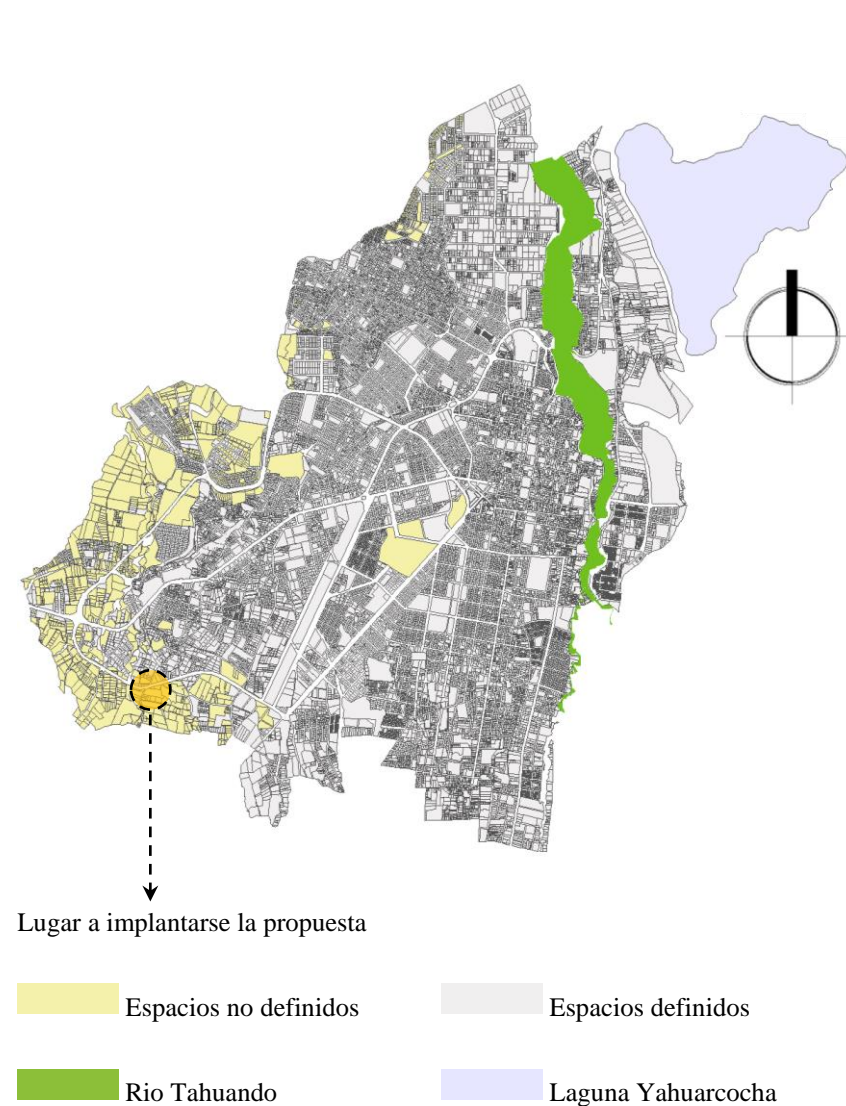 Lugar a implantarse la propuesta
Espacios no definidos
Espacios definidos
Rio Tahuando
Laguna Yahuarcocha